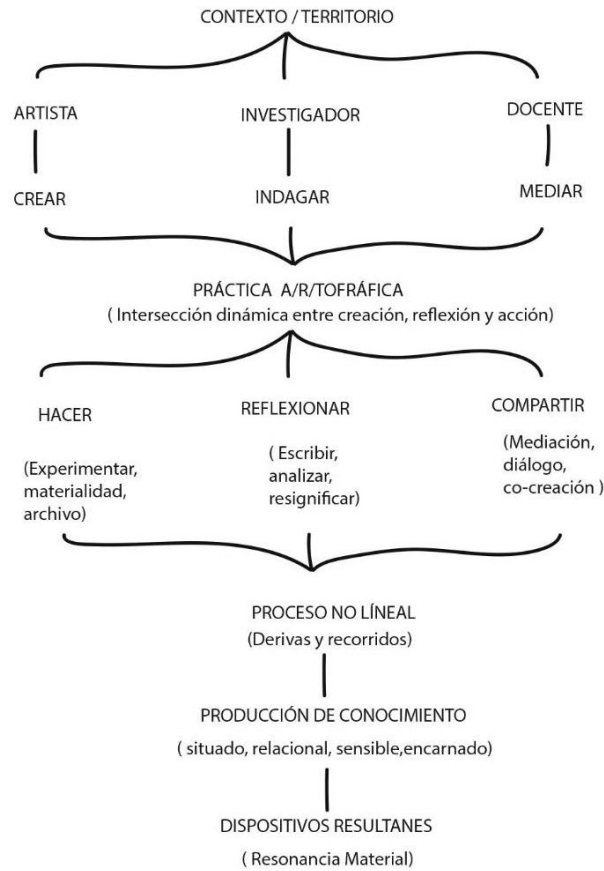 CONTEXTO / TERRITORIO
ARTISTA
INVESTIGADOR
DOCENTE
CREAR
INDAGAR
MEDIAR
PRÁCTICA A/R/TOFRÁFICA
( Intersección dinámica entre creación, reflexión y acción)
HACER
REFLEXIONAR
COMPARTIR
(Experimentar,
materialidad,
archivo)
( Escribir,
analizar,
resignificar)
(Mediación,
diálogo,
co-creación )
PROCESO NO LÍNEAL
(Derivas y recorridos)
PRODUCCIÓN DE CONOCIMIENTO
( situado, relacional, sensible,encarnado)
DISPOSITIVOS RESULTANES
( Resonancia Material)